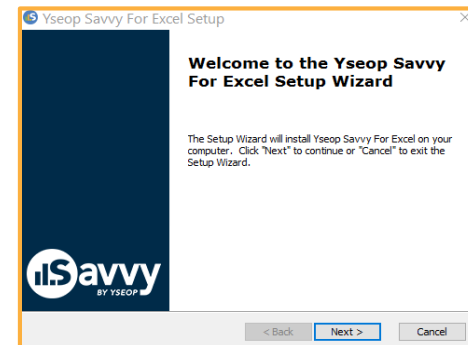 Yseop Savvy For Excel Setup
Welcome to the Yseop Savvy
For Excel Setup Wizard
The Setup Wizard will install Yseop Savvy For Excel on your
computer. Click "Next" to continue or "Cancel" to exit the
Setup Wizard.
Savvy
BY YSEOP
< Back Next > Cancel